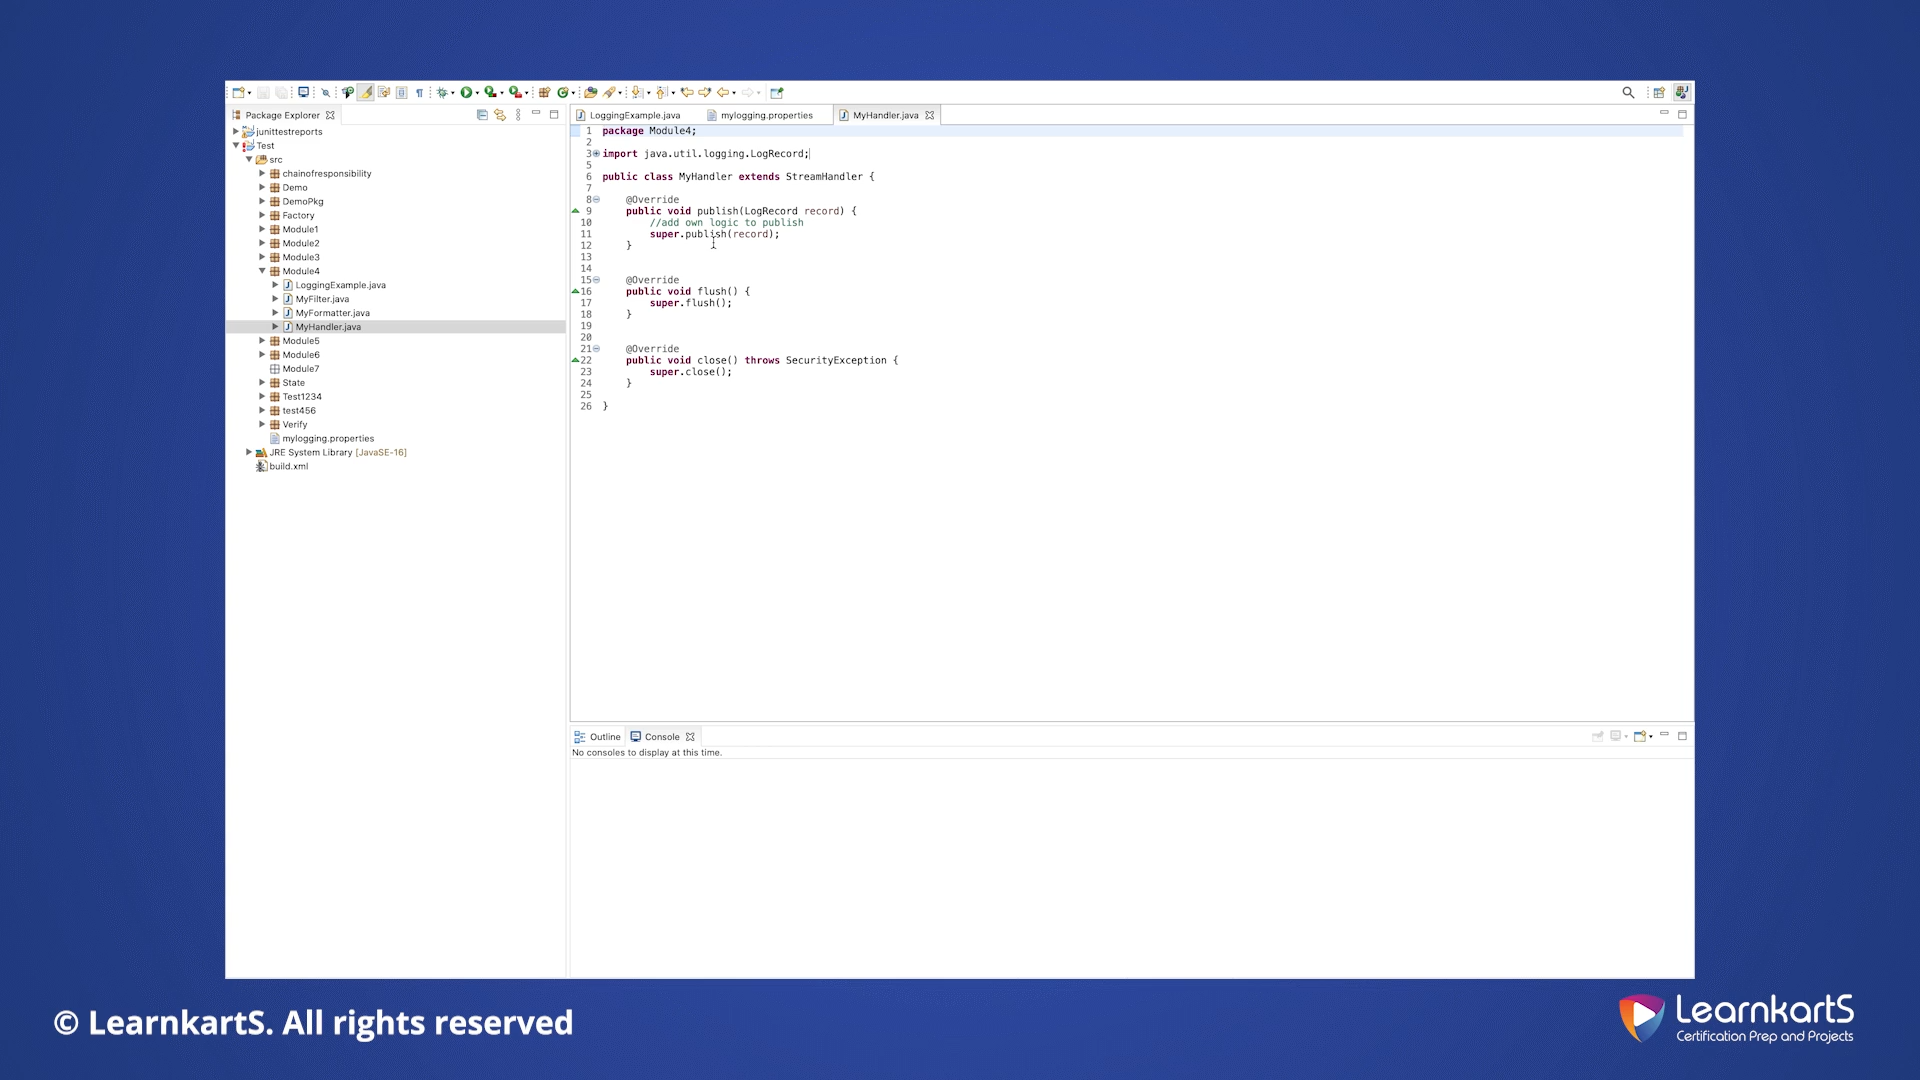 Package Explorer
junittestreports
Test
src
chainofresponsibility
Demo
DemoPkg
Factory
Module1
Module2
Module3
Module4
LoggingExample.java
MyFilter.java
MyFormatter.java
MyHandler.java
Module5
Module6
Module7
State
Test1234
test456
Verify
mylogging.properties
JRE System Library [JavaSE-16]
build.xml
LoggingExample.java mylogging.properties MyHandler.java
1 package Module4;
2
3 import java.util.logging.LogRecord;
5
6 public class MyHandler extends StreamHandler {
7
8 @Override
9 public void publish(LogRecord record) {
10 //add own logic to publish
11 super.publish(record);
12 }
13
14
15 @Override
16 public void flush() {
17 super.flush();
18 }
19
20
21 @Override
22 public void close() throws SecurityException {
23 super.close();
24 }
25
26 }
Outline Console
No consoles to display at this time.
© LearnkartS. All rights reserved
LearnkartS
Certification Prep and Projects